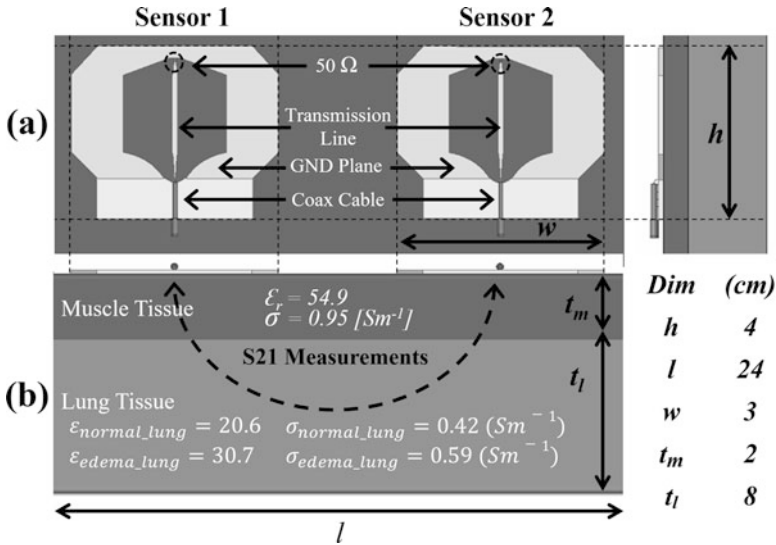 Sensor 1
Sensor 2
(a)
50 Ω
Transmission
Line
GND Plane
Coax Cable
h
w
Muscle Tissue
Ɛr = 54.9
σ = 0.95 [Sm⁻¹]
tm
S21 Measurements
(b)
tl
Lung Tissue
εnormal_lung = 20.6 σnormal_lung = 0.42 (Sm⁻¹)
εedema_lung = 30.7 σedema_lung = 0.59 (Sm⁻¹)
l
Dim (cm)
h 4
l 24
w 3
tm 2
tl 8